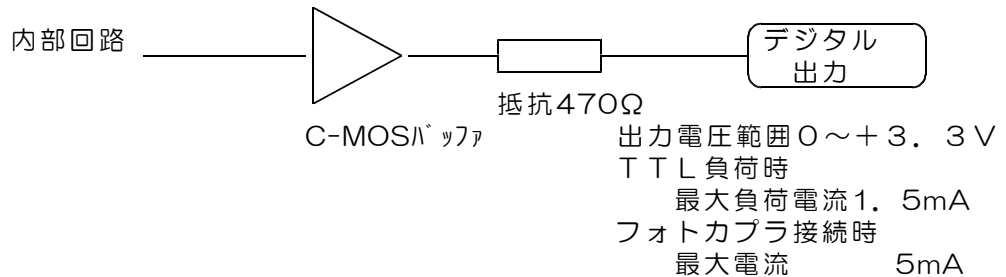 内部回路
デジタル
出力
抵抗470Ω
C-MOSﾊﾞｯﾌｧ
出力電圧範囲0～+3．3V
TTL負荷時
最大負荷電流1．5mA
フォトカプラ接続時
最大電流 5mA